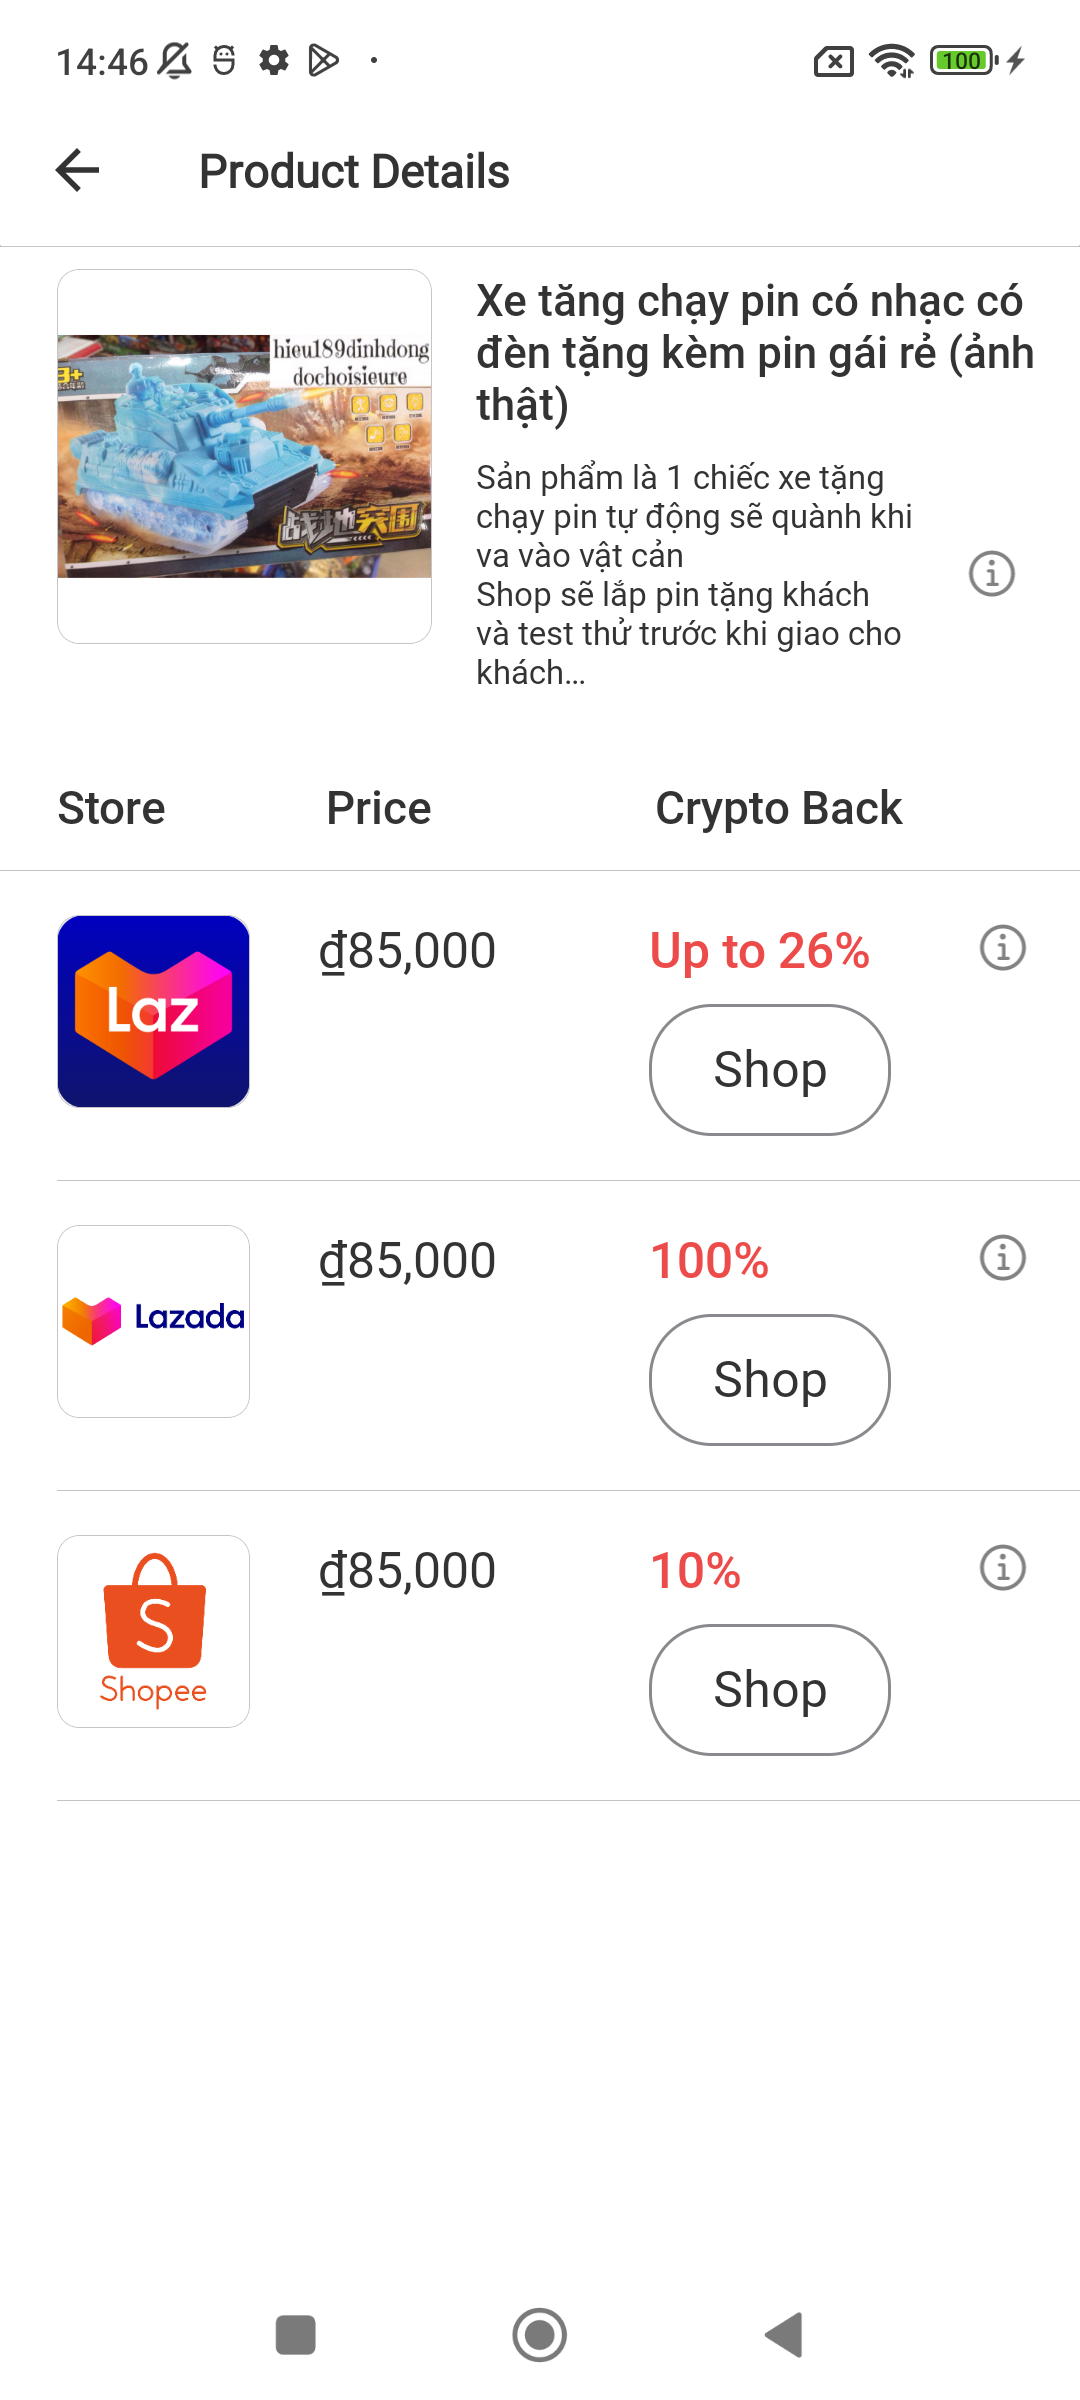 14:46
100
Product Details
hieu189dinhdong
dochoisieure
3+
战地突围
Xe tăng chạy pin có nhạc có
đèn tặng kèm pin gái rẻ (ảnh
thật)
Sản phẩm là 1 chiếc xe tặng
chạy pin tự động sẽ quành khi
va vào vật cản
Shop sẽ lắp pin tặng khách
và test thử trước khi giao cho
khách...
Store Price Crypto Back
Laz
₫85,000 Up to 26%
Shop
Lazada
₫85,000 100%
Shop
S
Shopee
₫85,000 10%
Shop